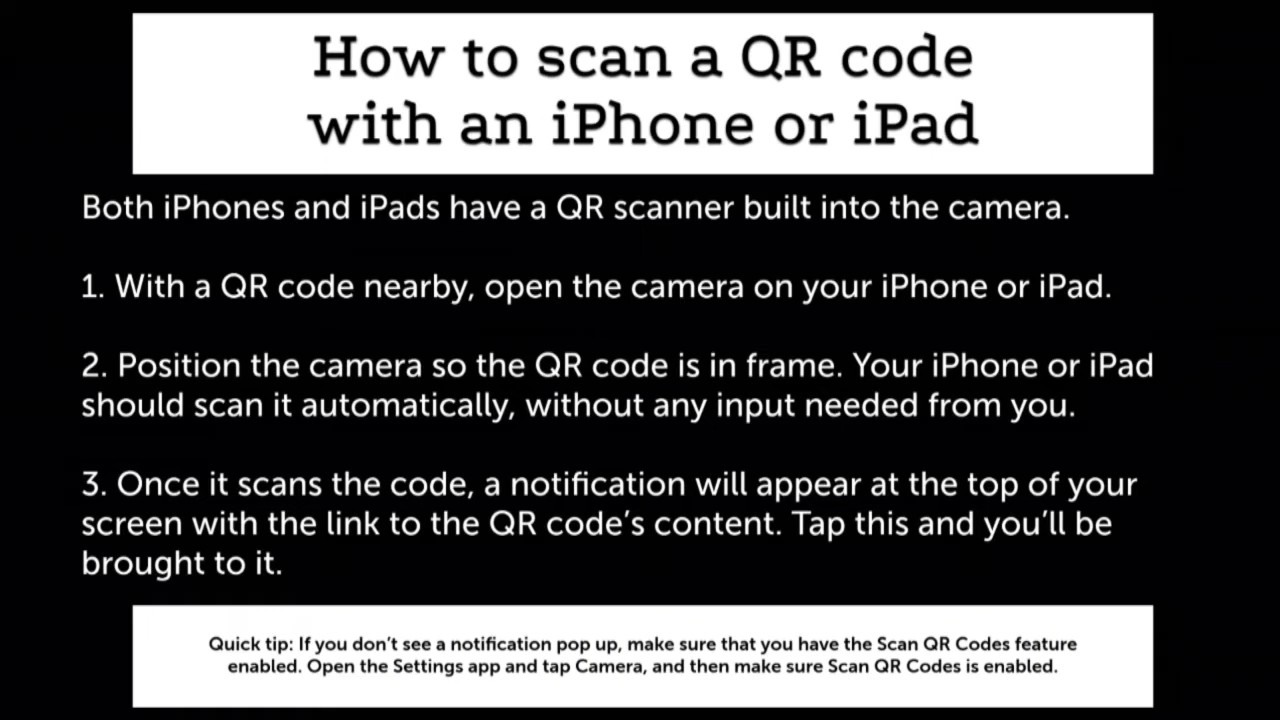 How to scan a QR code
with an iPhone or iPad
Both iPhones and iPads have a QR scanner built into the camera.
1. With a QR code nearby, open the camera on your iPhone or iPad.
2. Position the camera so the QR code is in frame. Your iPhone or iPad
should scan it automatically, without any input needed from you.
3. Once it scans the code, a notification will appear at the top of your
screen with the link to the QR code’s content. Tap this and you’ll be
brought to it.
Quick tip: If you don’t see a notification pop up, make sure that you have the Scan QR Codes feature
enabled. Open the Settings app and tap Camera, and then make sure Scan QR Codes is enabled.